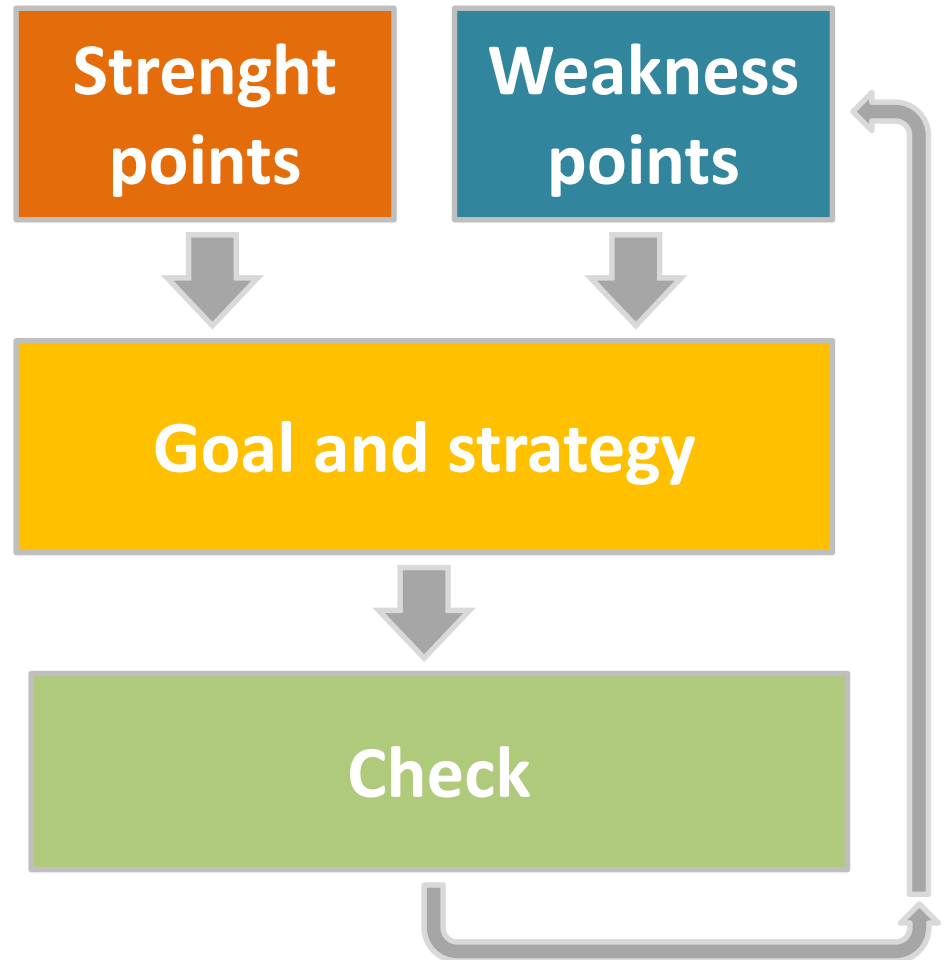 Strenght
points
Weakness
points
Goal and strategy
Check